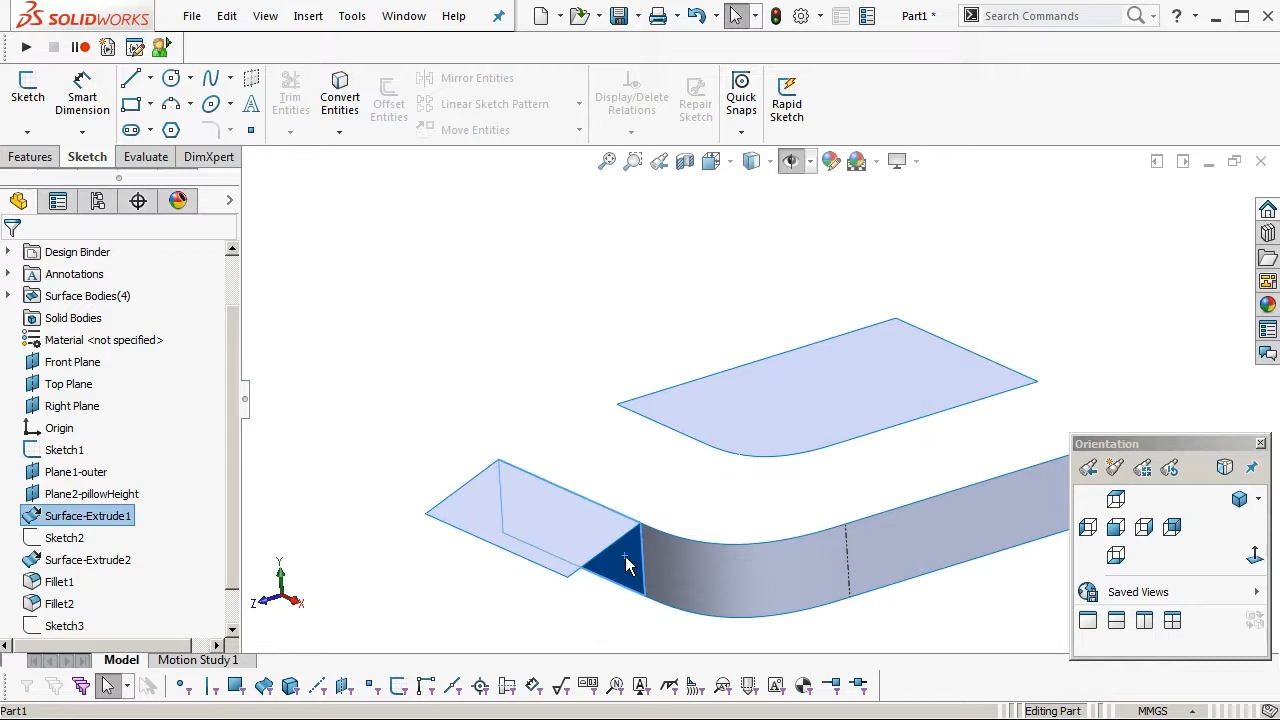 SOLIDWORKS
File Edit View Insert Tools Window Help
Part1 *
Search Commands
Sketch
Smart Dimension
Trim Entities
Convert Entities
Offset Entities
Mirror Entities
Linear Sketch Pattern
Move Entities
Display/Delete Relations
Repair Sketch
Quick Snaps
Rapid Sketch
Features Sketch Evaluate DimXpert
Design Binder
Annotations
Surface Bodies(4)
Solid Bodies
Material <not specified>
Front Plane
Top Plane
Right Plane
Origin
Sketch1
Plane1-outer
Plane2-pillowHeight
Surface-Extrude1
Sketch2
Surface-Extrude2
Fillet1
Fillet2
Sketch3
Y
Z X
Orientation
Saved Views
Model Motion Study 1
Part1 Editing Part MMGS